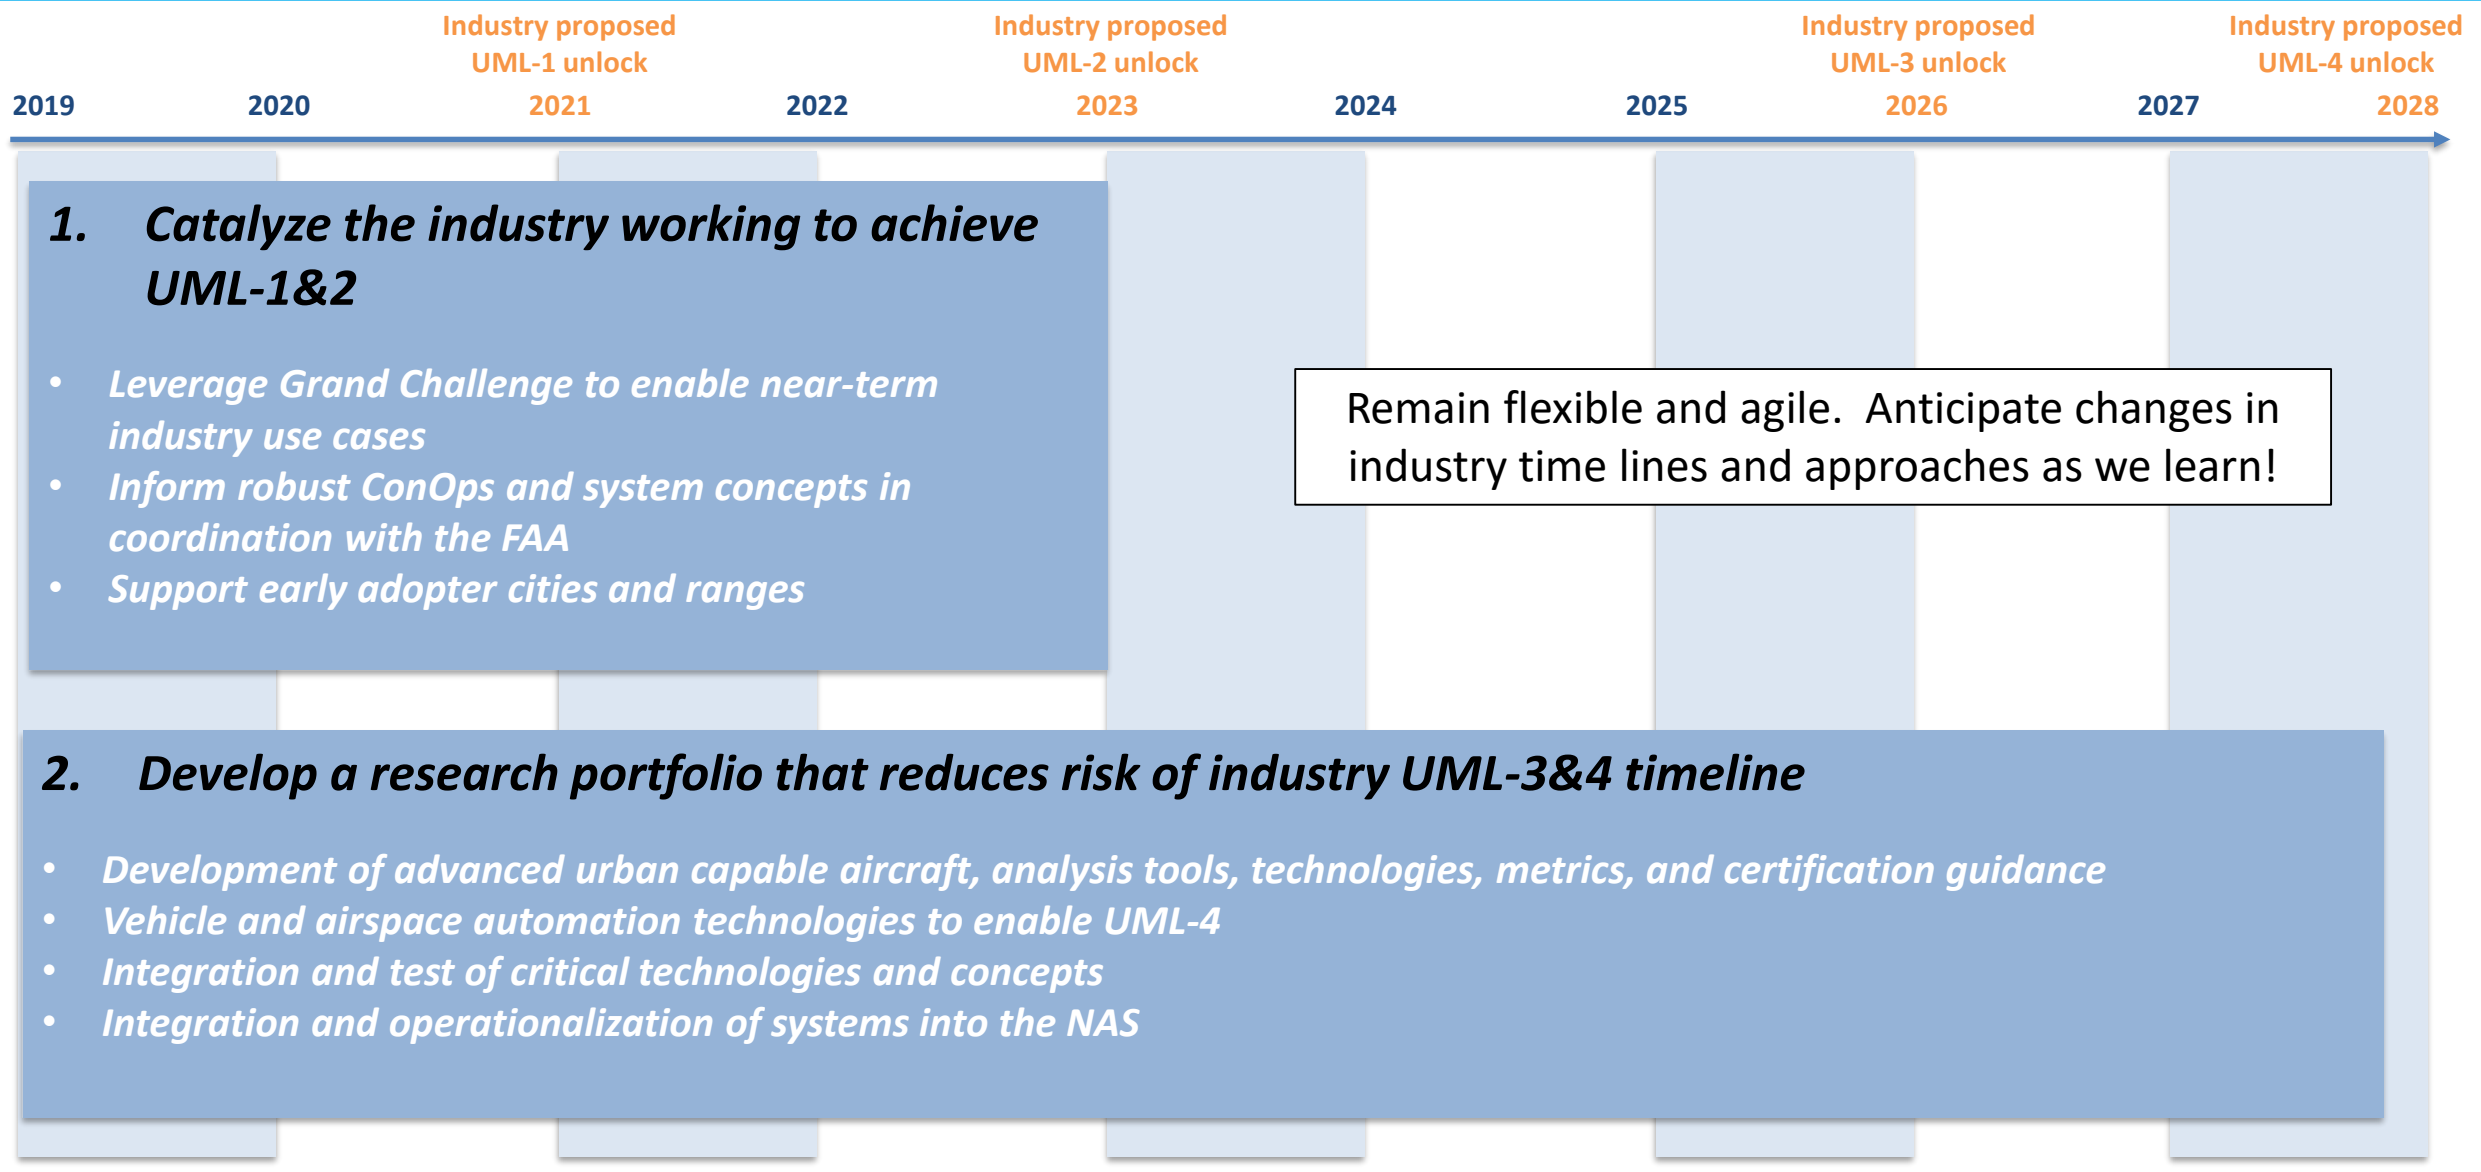 Industry proposed
UML-1 unlock
Industry proposed
UML-2 unlock
Industry proposed
UML-3 unlock
Industry proposed
UML-4 unlock
2019 2020 2021 2022 2023 2024 2025 2026 2027 2028
1. Catalyze the industry working to achieve
UML-1&2
• Leverage Grand Challenge to enable near-term
industry use cases
• Inform robust ConOps and system concepts in
coordination with the FAA
• Support early adopter cities and ranges
Remain flexible and agile. Anticipate changes in
industry time lines and approaches as we learn!
2. Develop a research portfolio that reduces risk of industry UML-3&4 timeline
• Development of advanced urban capable aircraft, analysis tools, technologies, metrics, and certification guidance
• Vehicle and airspace automation technologies to enable UML-4
• Integration and test of critical technologies and concepts
• Integration and operationalization of systems into the NAS